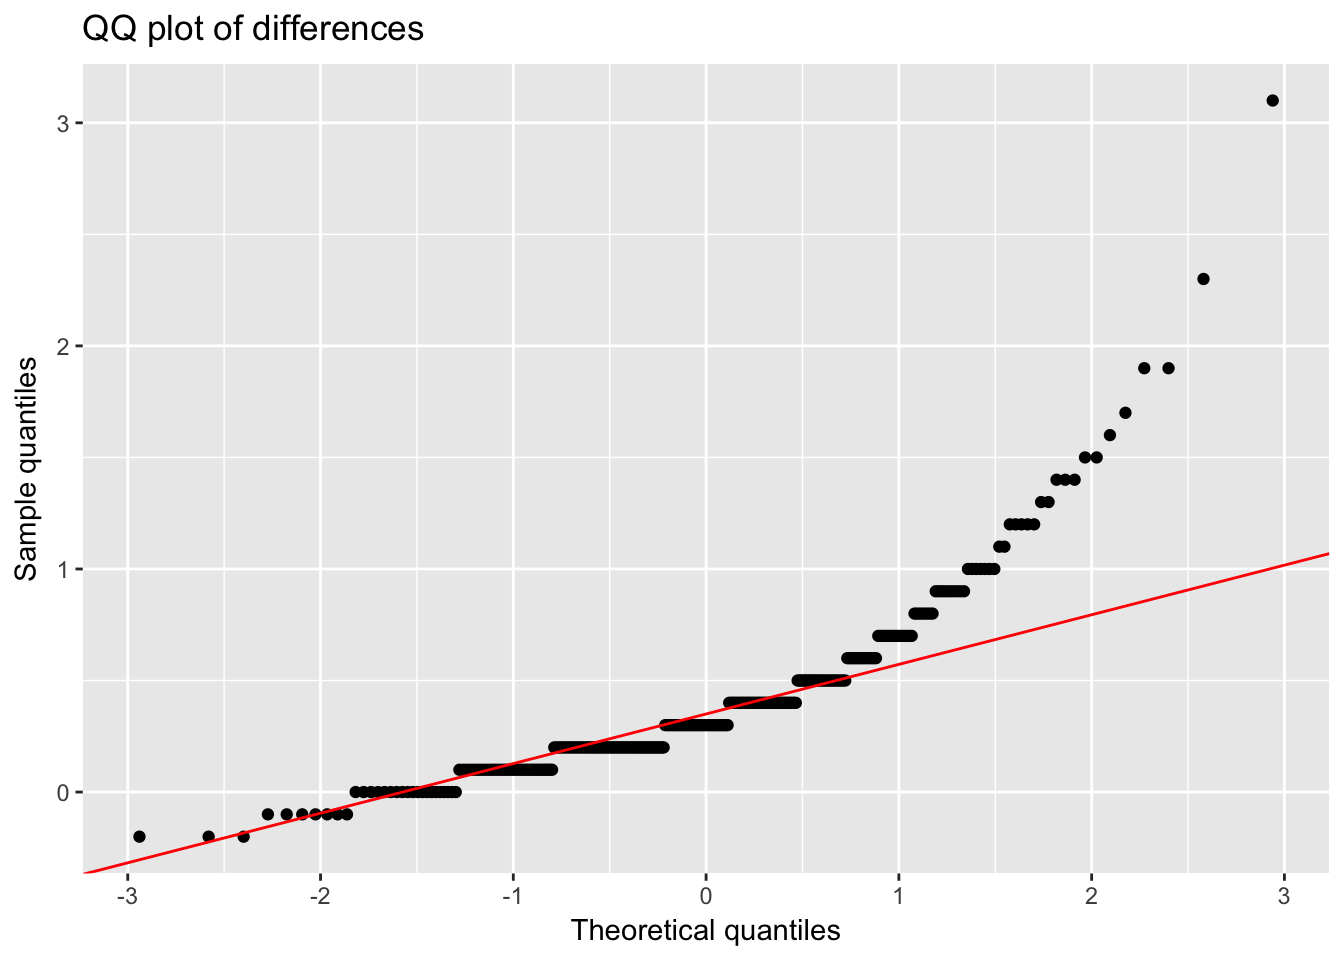 QQ plot of differences
3
2
1
0
Sample quantiles
-3 -2 -1 0 1 2 3
Theoretical quantiles